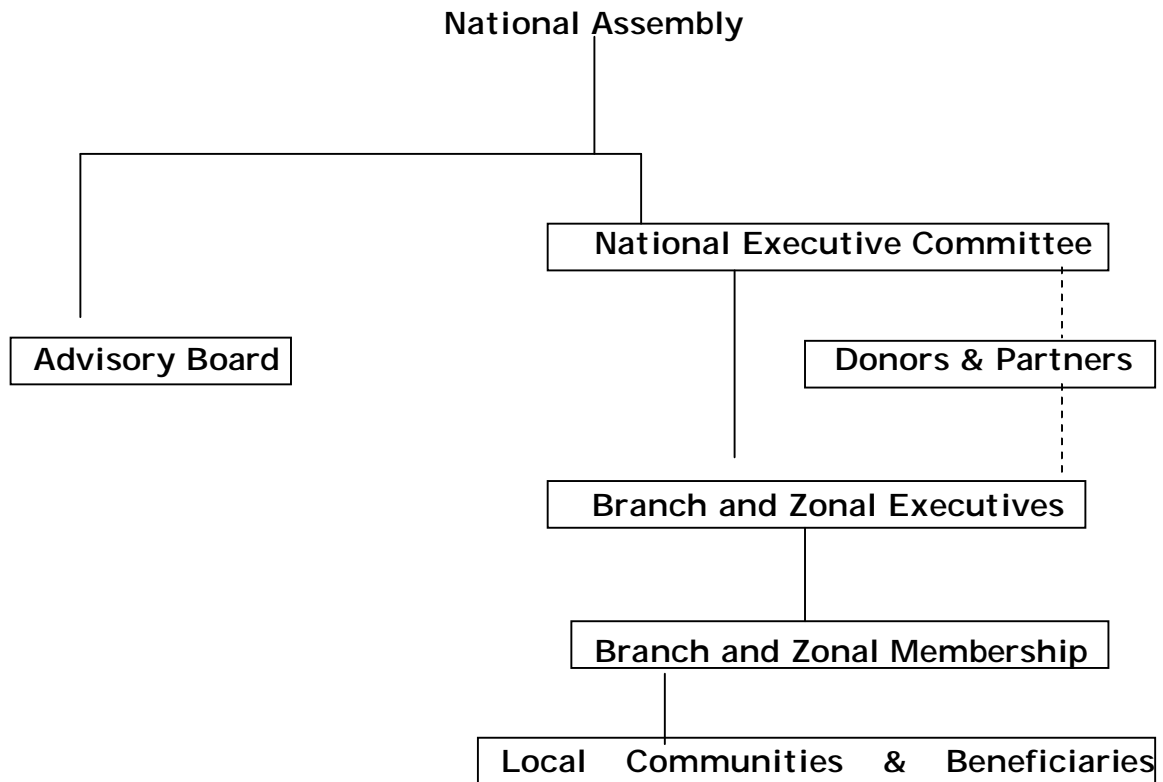 National Assembly
National Executive Committee
Advisory Board
Donors & Partners
Branch and Zonal Executives
Branch and Zonal Membership
Local Communities & Beneficiaries